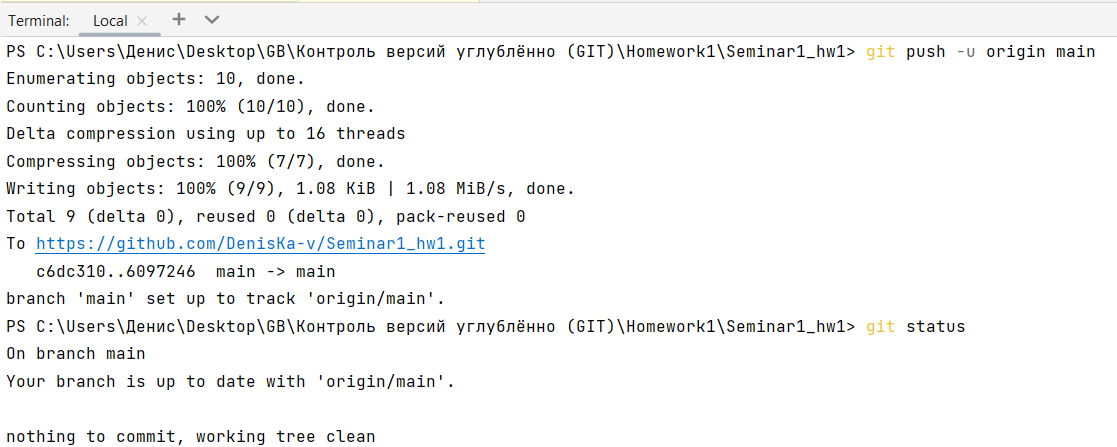 Terminal: Local × + ∨
PS C:\Users\Денис\Desktop\GB\Контроль версий углублённо (GIT)\Homework1\Seminar1_hw1> git push -u origin main
Enumerating objects: 10, done.
Counting objects: 100% (10/10), done.
Delta compression using up to 16 threads
Compressing objects: 100% (7/7), done.
Writing objects: 100% (9/9), 1.08 KiB | 1.08 MiB/s, done.
Total 9 (delta 0), reused 0 (delta 0), pack-reused 0
To https://github.com/DenisKa-v/Seminar1_hw1.git
   c6dc310..6097246  main -> main
branch 'main' set up to track 'origin/main'.
PS C:\Users\Денис\Desktop\GB\Контроль версий углублённо (GIT)\Homework1\Seminar1_hw1> git status
On branch main
Your branch is up to date with 'origin/main'.

nothing to commit, working tree clean